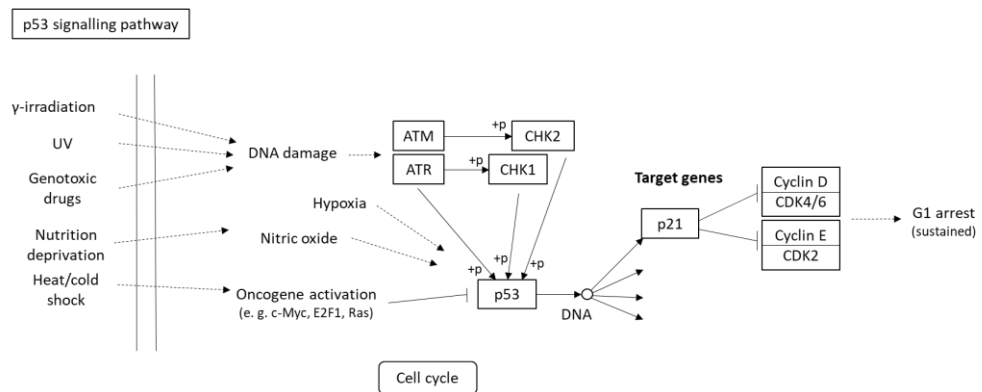 p53 signalling pathway
γ-irradiation
UV
Genotoxic
drugs
Nutrition
deprivation
Heat/cold
shock
DNA damage
Hypoxia
Nitric oxide
Oncogene activation
(e. g. c-Myc, E2F1, Ras)
ATM
+p
CHK2
ATR
+p
CHK1
+p
+p
+p
p53
DNA
Target genes
p21
Cyclin D
CDK4/6
Cyclin E
CDK2
G1 arrest
(sustained)
Cell cycle